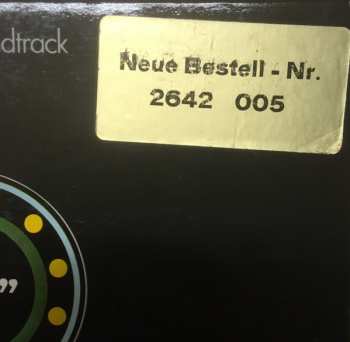 dtrack
Neue Bestell - Nr.
2642 005
”